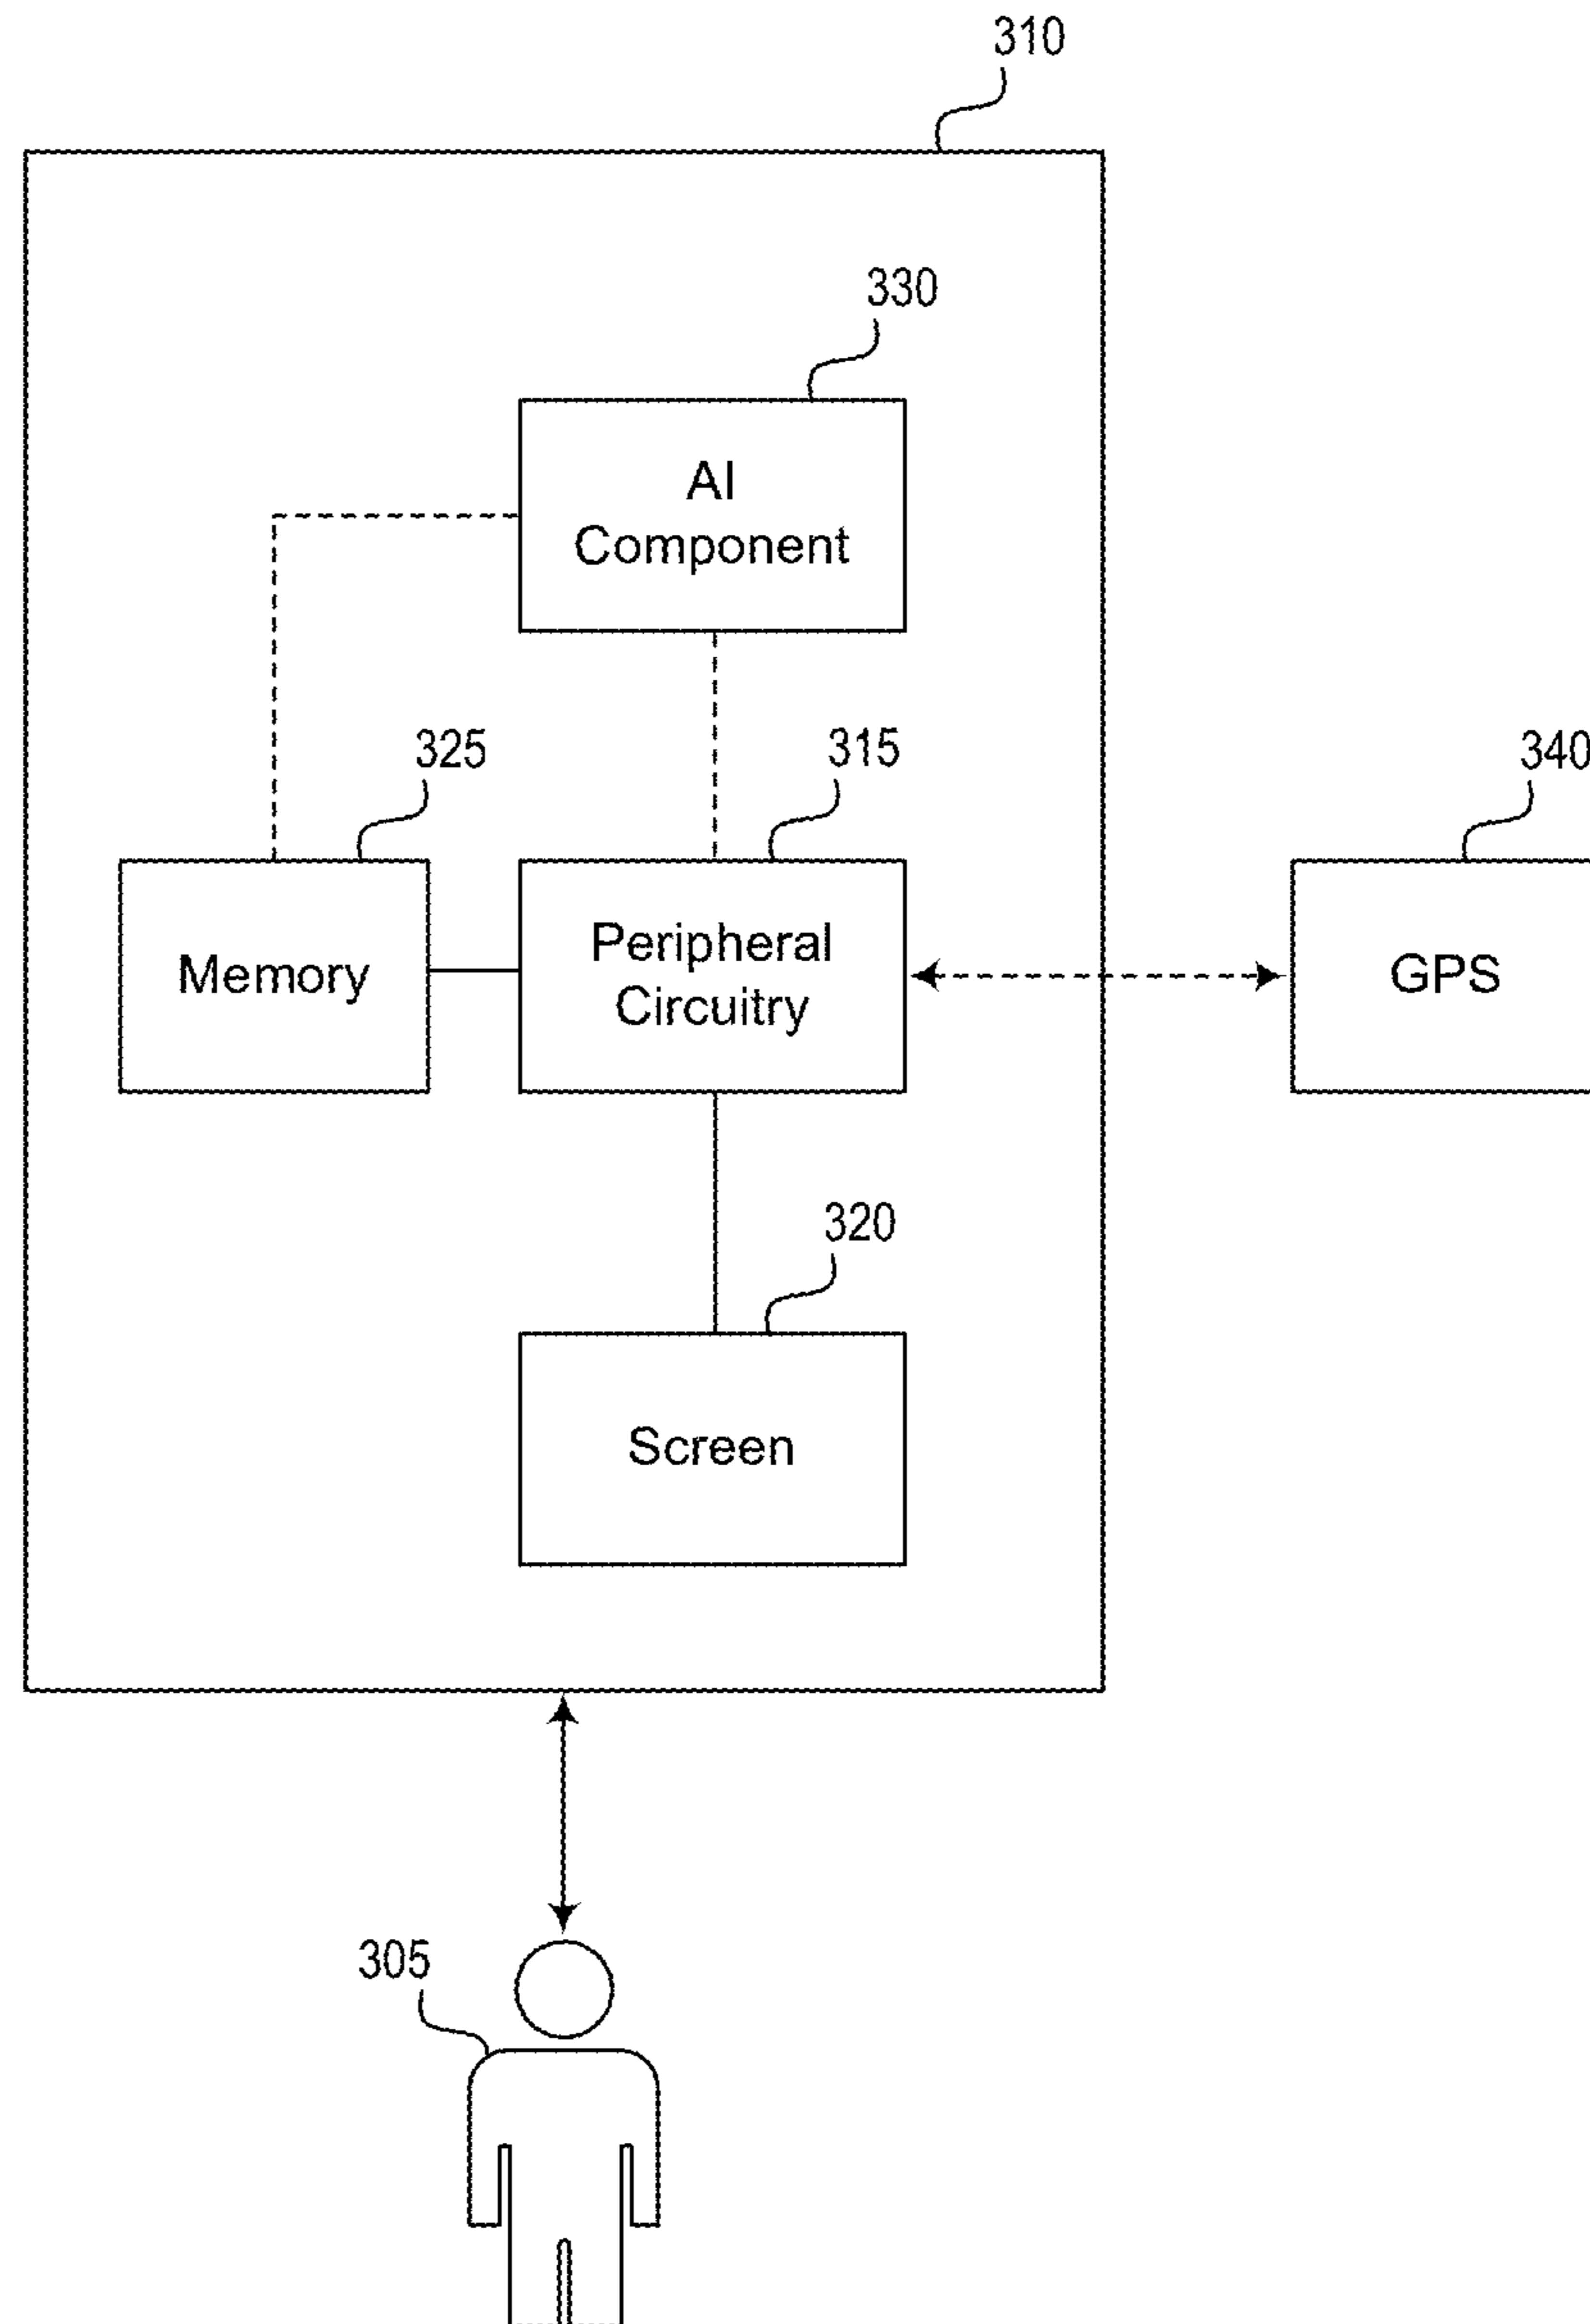 310
330
AI
Component
325
315
340
Memory
Peripheral
Circuitry
GPS
320
Screen
305